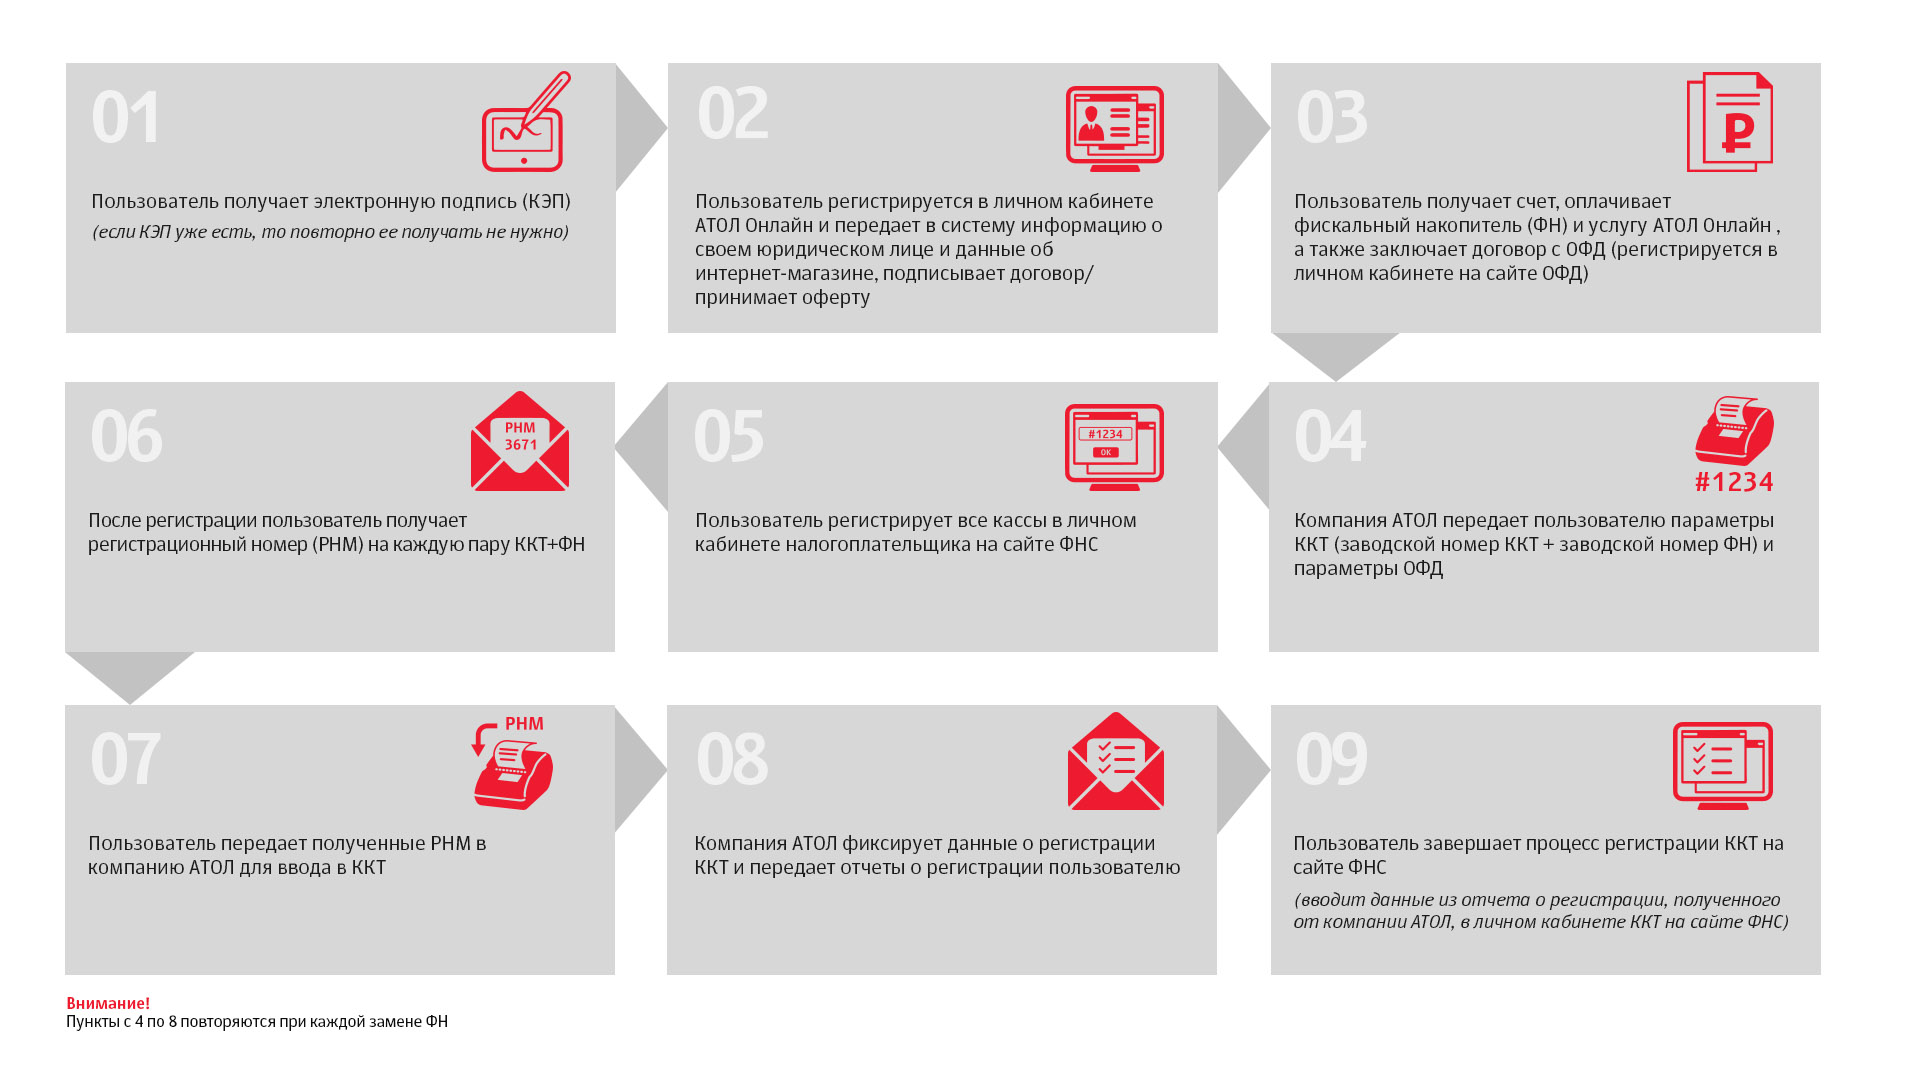 01
Пользователь получает электронную подпись (КЭП)
(если КЭП уже есть, то повторно ее получать не нужно)
02
Пользователь регистрируется в личном кабинете
АТОЛ Онлайн и передает в систему информацию о
своем юридическом лице и данные об
интернет-магазине, подписывает договор/
принимает оферту
03
Пользователь получает счет, оплачивает
фискальный накопитель (ФН) и услугу АТОЛ Онлайн ,
а также заключает договор с ОФД (регистрируется в
личном кабинете на сайте ОФД)
04
#1234
Компания АТОЛ передает пользователю параметры
ККТ (заводской номер ККТ + заводской номер ФН) и
параметры ОФД
05
#1234
OK
Пользователь регистрирует все кассы в личном
кабинете налогоплательщика на сайте ФНС
06
РНМ
3671
После регистрации пользователь получает
регистрационный номер (РНМ) на каждую пару ККТ+ФН
07
РНМ
Пользователь передает полученные РНМ в
компанию АТОЛ для ввода в ККТ
08
Компания АТОЛ фиксирует данные о регистрации
ККТ и передает отчеты о регистрации пользователю
09
Пользователь завершает процесс регистрации ККТ на
сайте ФНС
(вводит данные из отчета о регистрации, полученного
от компании АТОЛ, в личном кабинете ККТ на сайте ФНС)
Внимание!
Пункты с 4 по 8 повторяются при каждой замене ФН